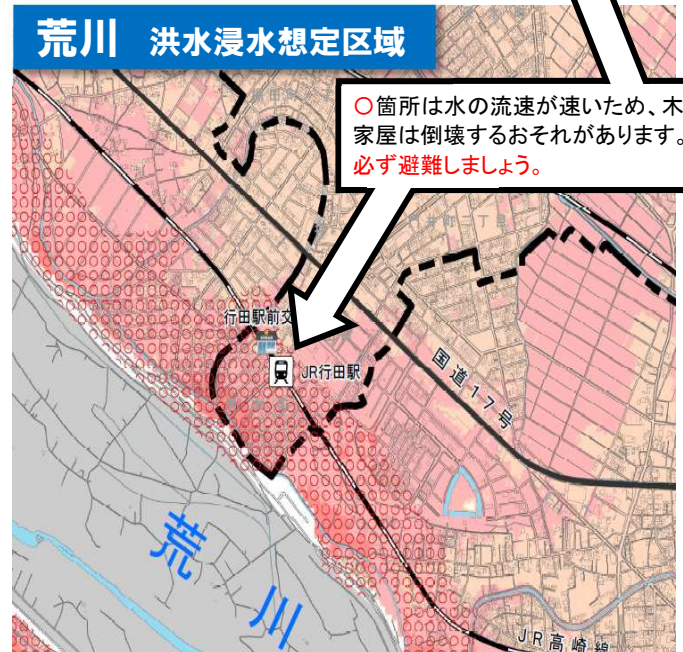 荒川 洪水浸水想定区域
○箇所は水の流速が速いため、木
家屋は倒壊するおそれがあります。
必ず避難しましょう。
行田駅前交
JR行田駅
国道17号
荒川
JR高崎線